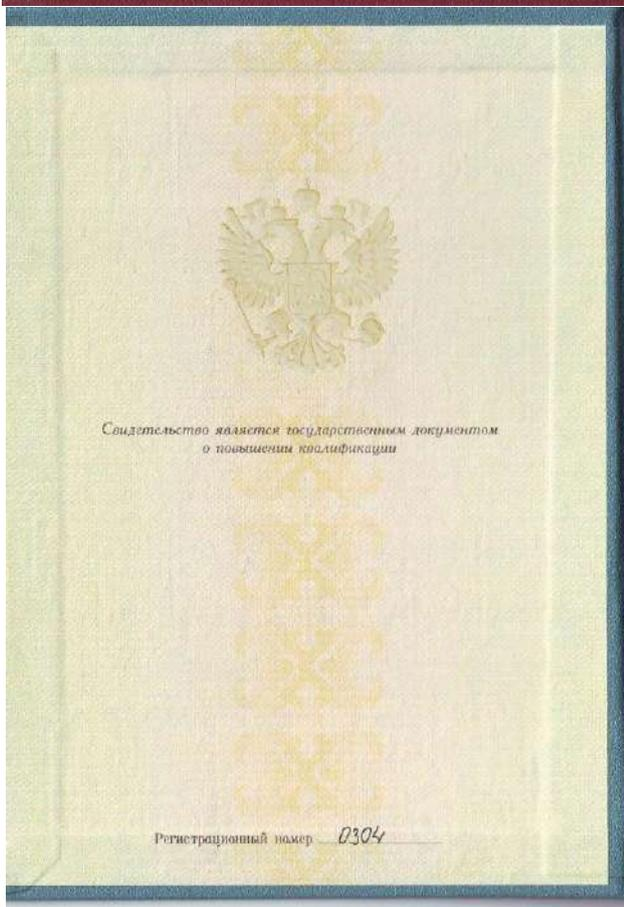 Свидетельство является государственным документом
о повышении квалификации
Регистрационный номер 0304